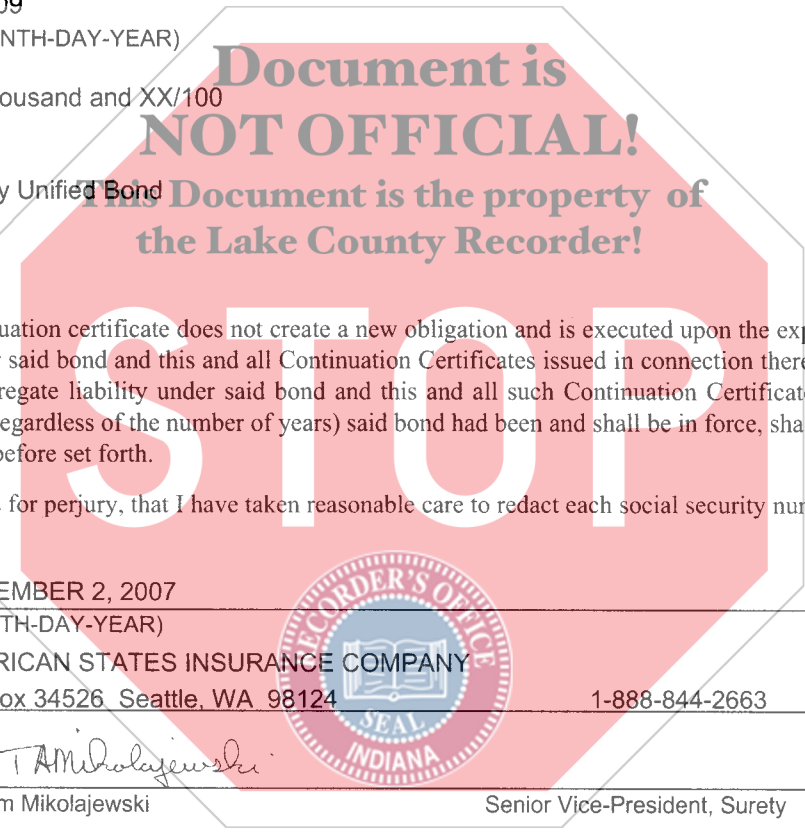 09
NTH-DAY-YEAR)
Document is
ousand and XX/100
NOT OFFICIAL!
y Unified Bond
This Document is the property of
the Lake County Recorder!
STOP
uation certificate does not create a new obligation and is executed upon the exp
said bond and this and all Continuation Certificates issued in connection there
regate liability under said bond and this and all such Continuation Certificat
egardless of the number of years) said bond had been and shall be in force, sha
before set forth.
for perjury, that I have taken reasonable care to redact each social security nu
EMBER 2, 2007
TH-DAY-YEAR)
RICAN STATES INSURANCE COMPANY
ox 34526 Seattle, WA 98124 1-888-844-2663
RECORDER'S OFFICE
SEAL
INDIANA
TAMikolajewski
m Mikolajewski Senior Vice-President, Surety